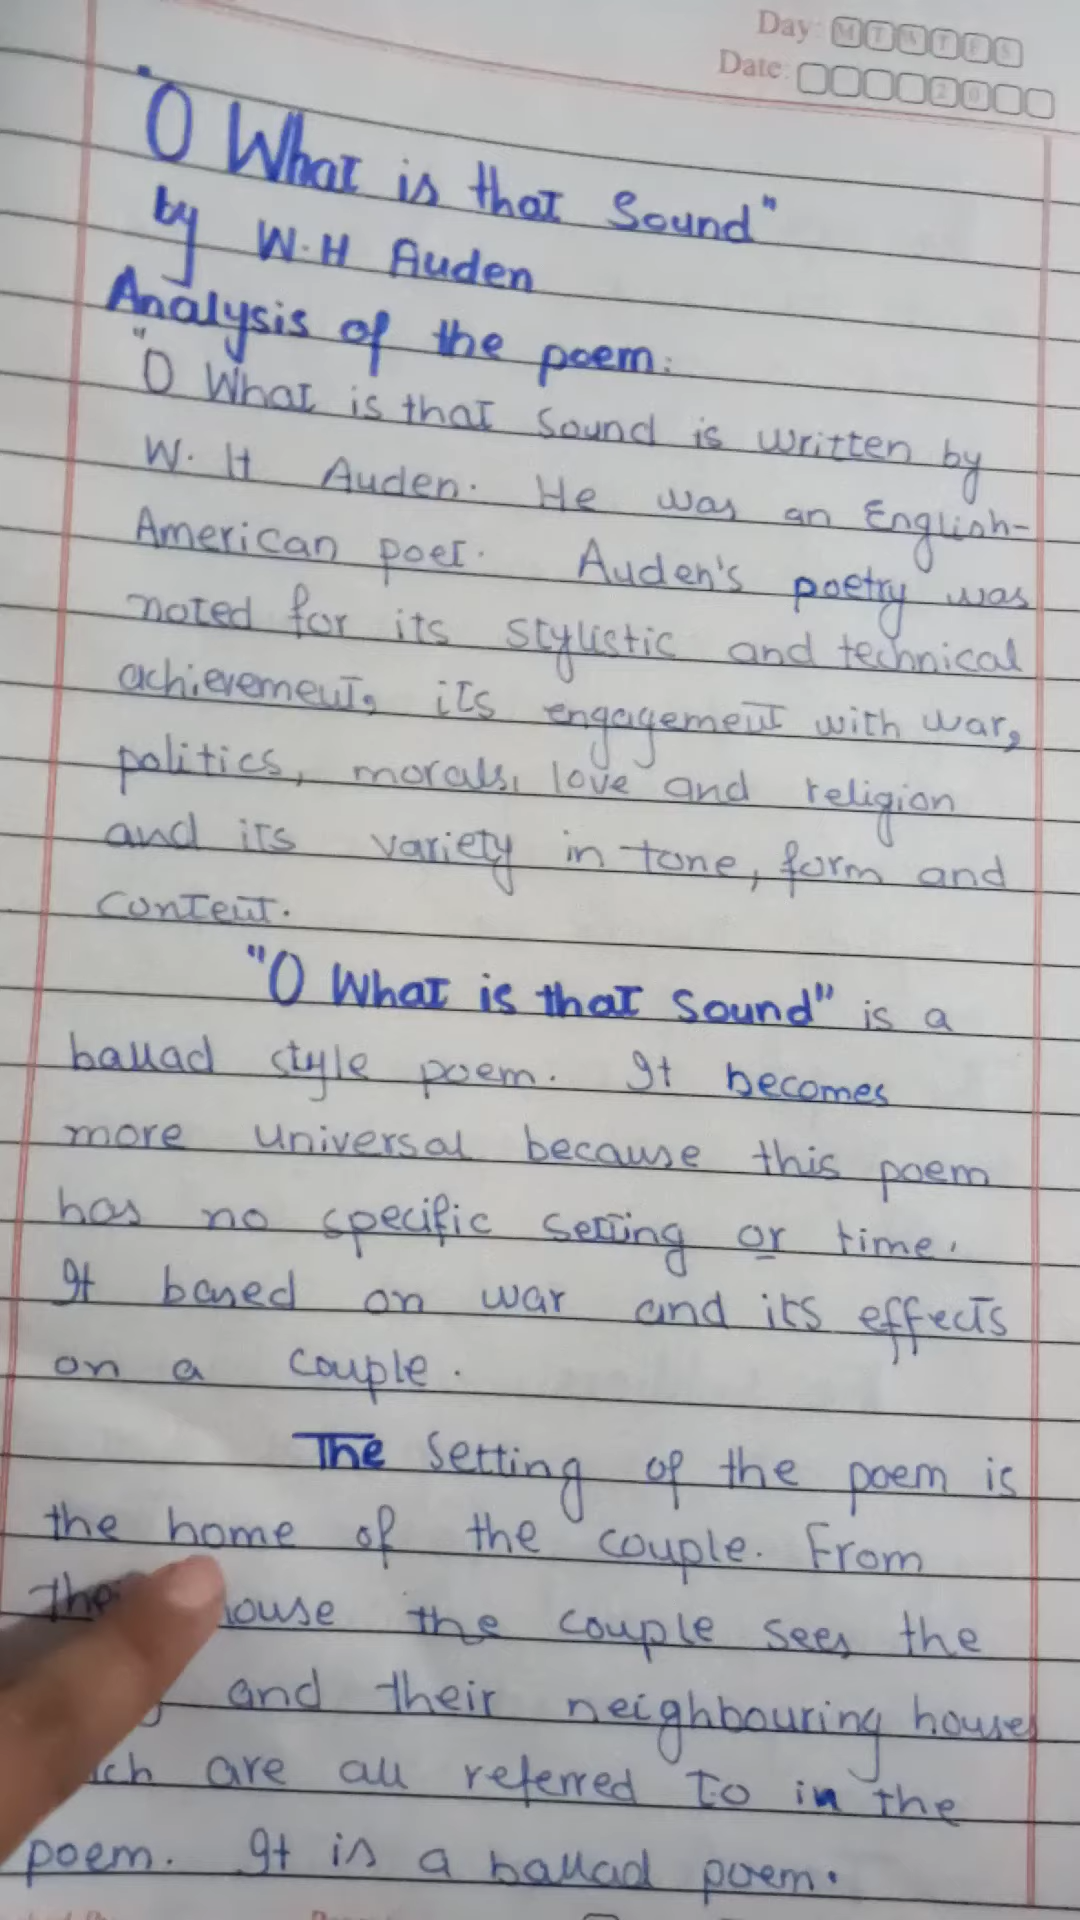 Day: M T W T F S
Date: 2 0
"O What is that Sound"
by W.H Auden
Analysis of the poem:
"O What is that Sound is written by
W. H Auden. He was an English-
American poet. Auden's poetry was
noted for its stylistic and technical
achievement, its engagement with war,
politics, morals, love and religion
and its variety in tone, form and
content.
"O What is that Sound" is a
ballad style poem. It becomes
more universal because this poem
has no specific setting or time.
It based on war and its effects
on a couple.
The Setting of the poem is
the home of the couple. From
house the couple sees the
and their neighbouring houses
are all referred to in the
poem. It is a ballad poem.